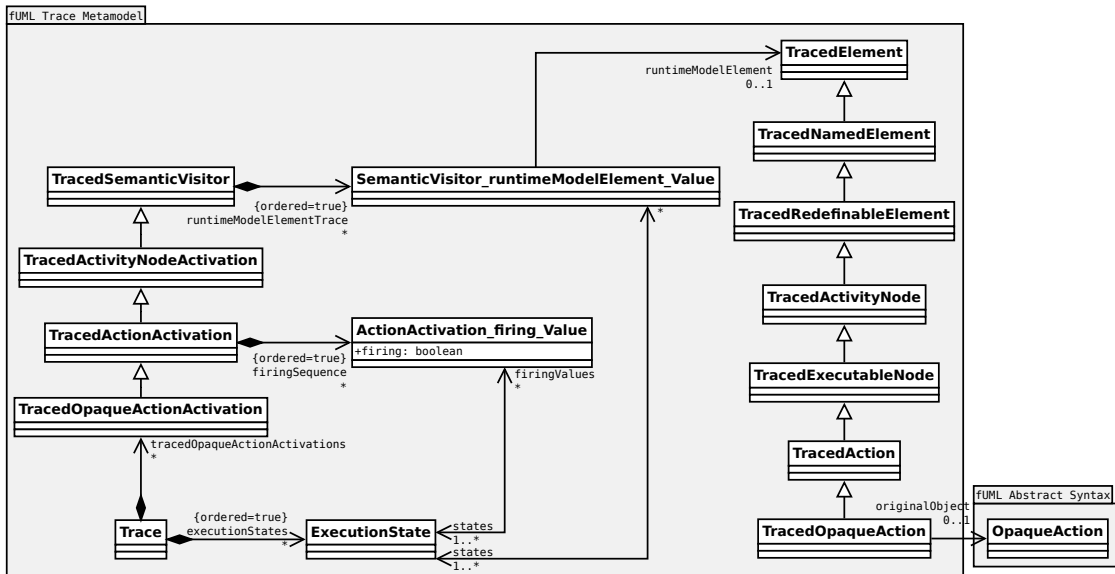 fUML Trace Metamodel
TracedElement
runtimeModelElement
0..1
TracedNamedElement
TracedSemanticVisitor
SemanticVisitor_runtimeModelElement_Value
{ordered=true}
runtimeModelElementTrace
*
*
TracedRedefinableElement
TracedActivityNodeActivation
TracedActivityNode
TracedActionActivation
ActionActivation_firing_Value
+firing: boolean
{ordered=true}
firingSequence
*
firingValues
*
TracedExecutableNode
TracedOpaqueActionActivation
tracedOpaqueActionActivations
*
TracedAction
fUML Abstract Syntax
originalObject
0..1
Trace
{ordered=true}
executionStates
*
ExecutionState
states
1..*
states
1..*
TracedOpaqueAction
OpaqueAction